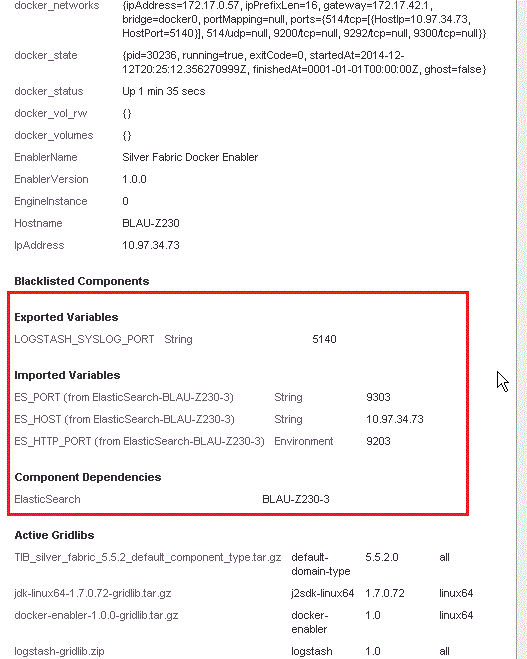 docker_networks {ipAddress=172.17.0.57, ipPrefixLen=16, gateway=172.17.42.1,
bridge=docker0, portMapping=null, ports={514/tcp=[{HostIp=10.97.34.73,
HostPort=5140}], 514/udp=null, 9200/tcp=null, 9292/tcp=null, 9300/tcp=null}}
docker_state {pid=30236, running=true, exitCode=0, startedAt=2014-12-
12T20:25:12.356270999Z, finishedAt=0001-01-01T00:00:00Z, ghost=false}
docker_status Up 1 min 35 secs
docker_vol_rw {}
docker_volumes {}
EnablerName Silver Fabric Docker Enabler
EnablerVersion 1.0.0
EngineInstance 0
Hostname BLAU-Z230
IpAddress 10.97.34.73
Blacklisted Components
Exported Variables
LOGSTASH_SYSLOG_PORT String 5140
Imported Variables
ES_PORT (from ElasticSearch-BLAU-Z230-3) String 9303
ES_HOST (from ElasticSearch-BLAU-Z230-3) String 10.97.34.73
ES_HTTP_PORT (from ElasticSearch-BLAU-Z230-3) Environment 9203
Component Dependencies
ElasticSearch BLAU-Z230-3
Active Gridlibs
TIB_silver_fabric_5.5.2_default_component_type.tar.gz default- 5.5.2.0 all
domain-type
jdk-linux64-1.7.0.72-gridlib.tar.gz j2sdk-linux64 1.7.0.72 linux64
docker-enabler-1.0.0-gridlib.tar.gz docker- 1.0 linux64
enabler
logstash-gridlib.zip logstash 1.0 all